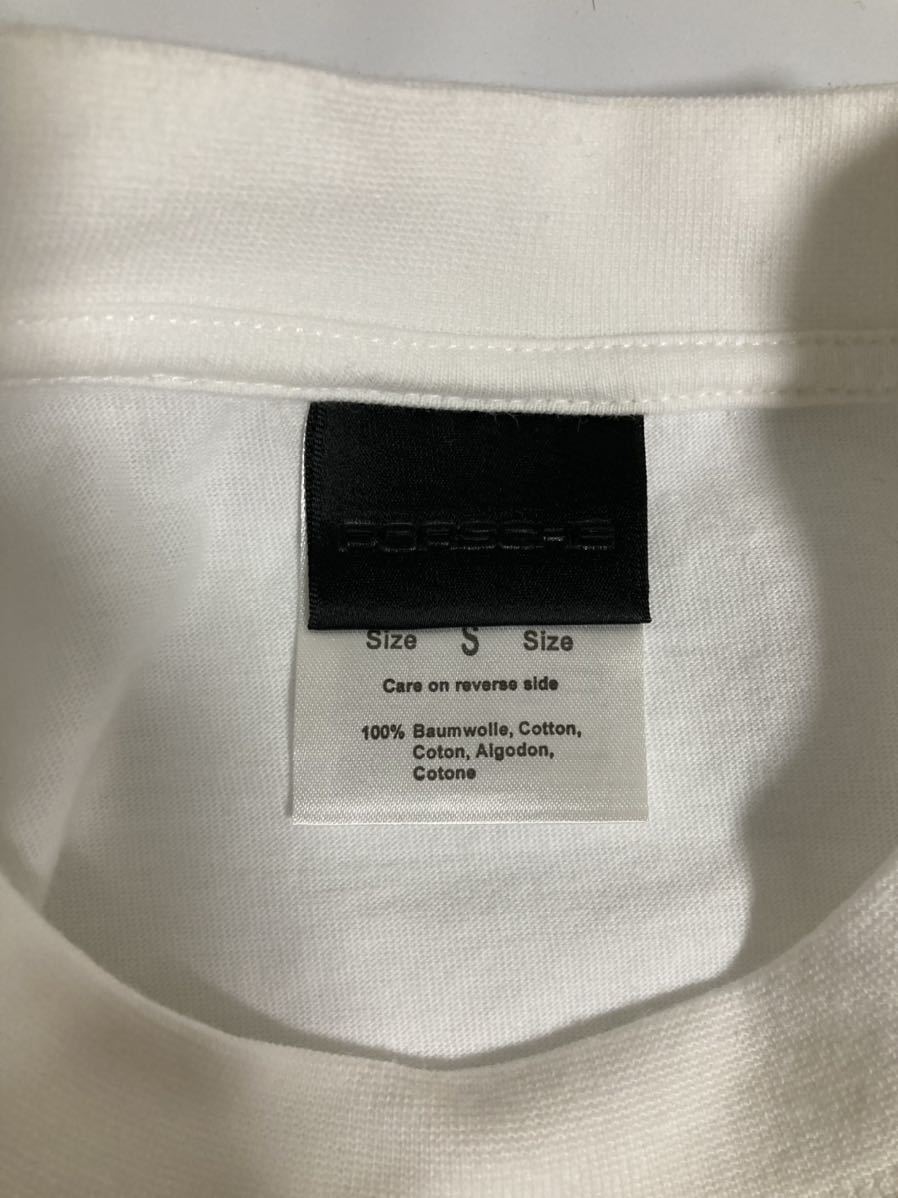 PORSCHE
Size S Size
Care on reverse side
100% Baumwolle, Cotton,
Coton, Algodon,
Cotone